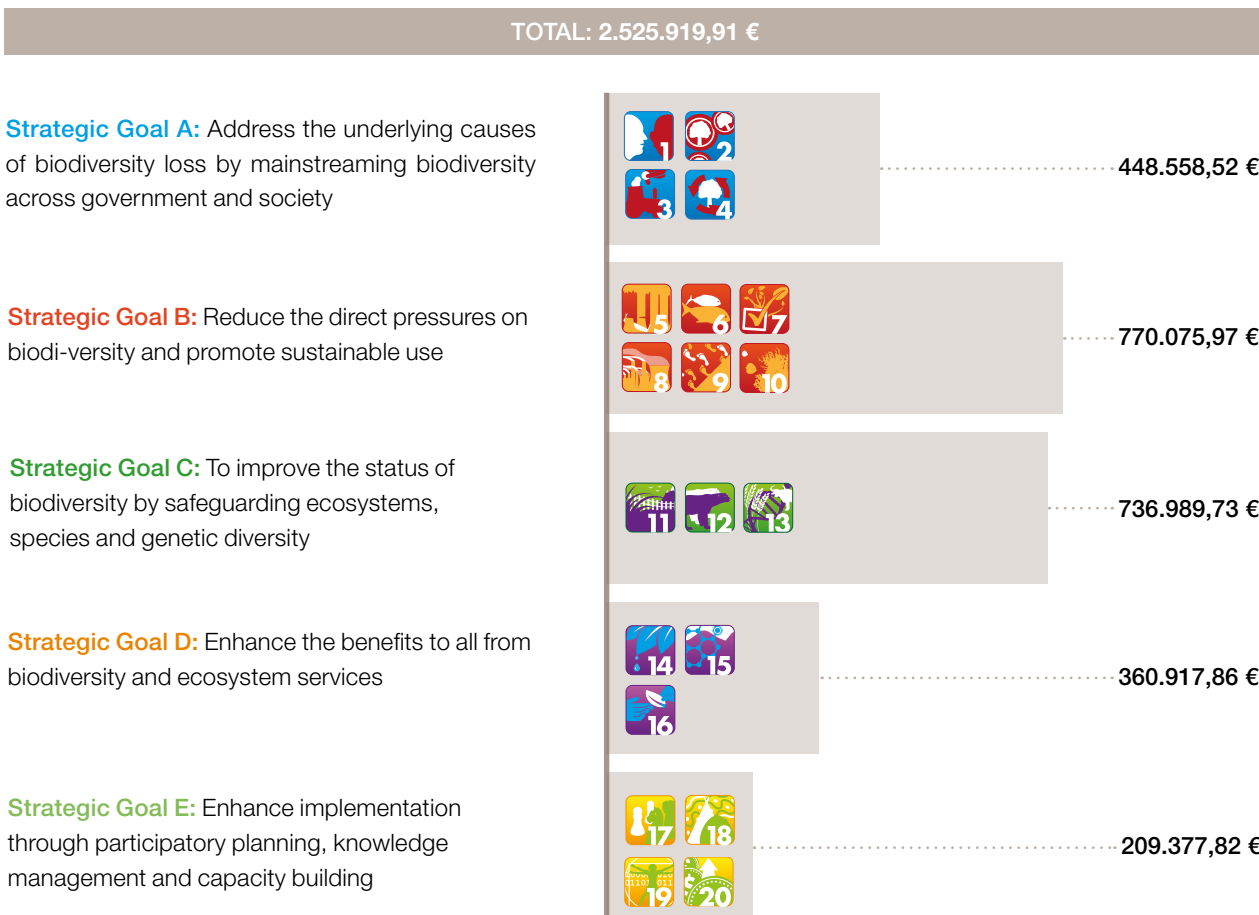 TOTAL: 2.525.919,91 €
Strategic Goal A: Address the underlying causes
of biodiversity loss by mainstreaming biodiversity
across government and society
1
2
3
4
448.558,52 €
Strategic Goal B: Reduce the direct pressures on
biodi-versity and promote sustainable use
5
6
7
8
9
10
770.075,97 €
Strategic Goal C: To improve the status of
biodiversity by safeguarding ecosystems,
species and genetic diversity
11
12
13
736.989,73 €
Strategic Goal D: Enhance the benefits to all from
biodiversity and ecosystem services
14
15
16
360.917,86 €
Strategic Goal E: Enhance implementation
through participatory planning, knowledge
management and capacity building
17
18
19
20
209.377,82 €